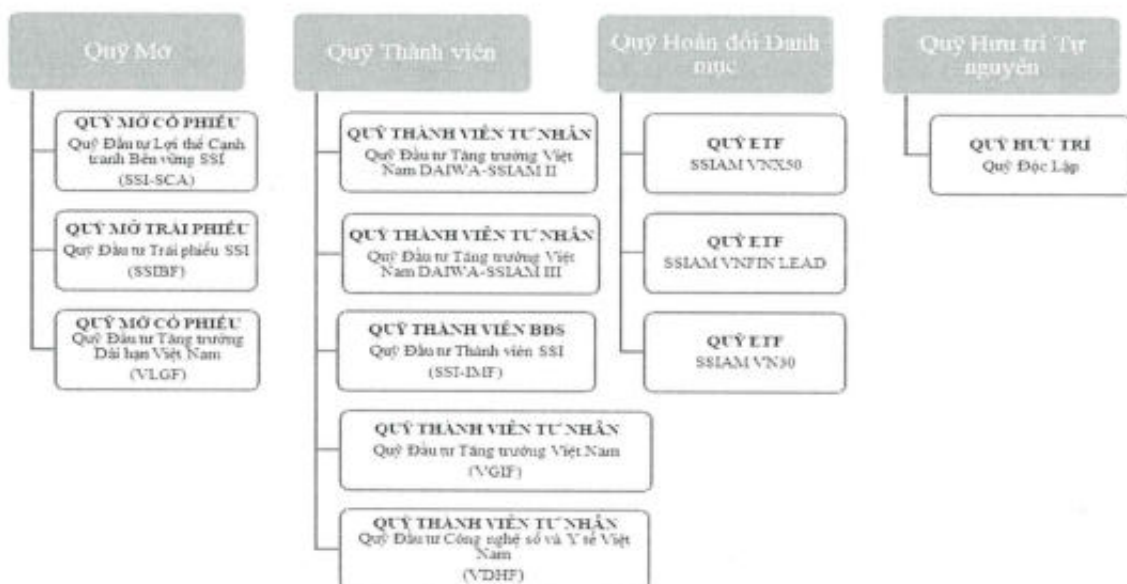 Quỹ Mở
QUỸ MỞ CỔ PHIẾU
Quỹ Đầu tư Lợi thế Cạnh
tranh Bền vững SSI
(SSI-SCA)
QUỸ MỞ TRÁI PHIẾU
Quỹ Đầu tư Trái phiếu SSI
(SSIBF)
QUỸ MỞ CỔ PHIẾU
Quỹ Đầu tư Tăng trưởng
Dài hạn Việt Nam
(VLGF)
Quỹ Thành viên
QUỸ THÀNH VIÊN TƯ NHÂN
Quỹ Đầu tư Tăng trưởng Việt
Nam DAIWA-SSIAM II
QUỸ THÀNH VIÊN TƯ NHÂN
Quỹ Đầu tư Tăng trưởng Việt
Nam DAIWA-SSIAM III
QUỸ THÀNH VIÊN BĐS
Quỹ Đầu tư Thành viên SSI
(SSI-IMF)
QUỸ THÀNH VIÊN TƯ NHÂN
Quỹ Đầu tư Tăng trưởng Việt Nam
(VGIF)
QUỸ THÀNH VIÊN TƯ NHÂN
Quỹ Đầu tư Công nghệ số và Y tế Việt
Nam
(VDHF)
Quỹ Hoán đổi Danh
mục
QUỸ ETF
SSIAM VNX50
QUỸ ETF
SSIAM VNFIN LEAD
QUỸ ETF
SSIAM VN30
Quỹ Hưu trí Tự
nguyện
QUỸ HƯU TRÍ
Quỹ Độc Lập